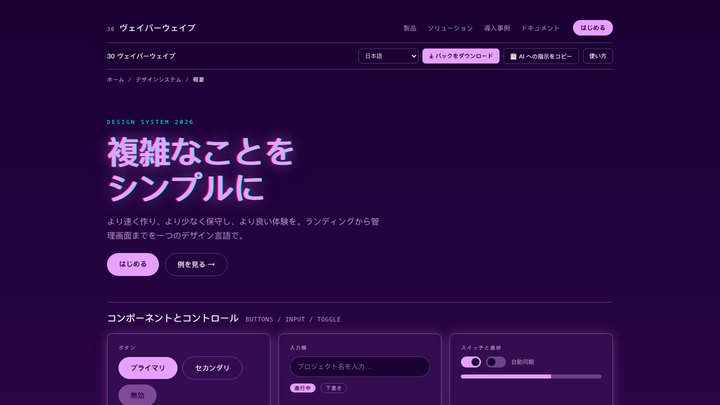 30 ヴェイパーウェイブ
製品 ソリューション 導入事例 ドキュメント はじめる
30 ヴェイパーウェイブ
日本語 パックをダウンロード AI への指示をコピー 使い方
ホーム / デザインシステム / 概要
DESIGN SYSTEM 2026
複雑なことを
シンプルに
より速く作り、より少なく保守し、より良い体験を。ランディングから管
理画面までを一つのデザイン言語で。
はじめる 例を見る →
コンポーネントとコントロール BUTTONS / INPUT / TOGGLE
ボタン
プライマリ セカンダリ
無効
入力欄
プロジェクト名を入力...
進行中 下書き
スイッチと進捗
自動同期